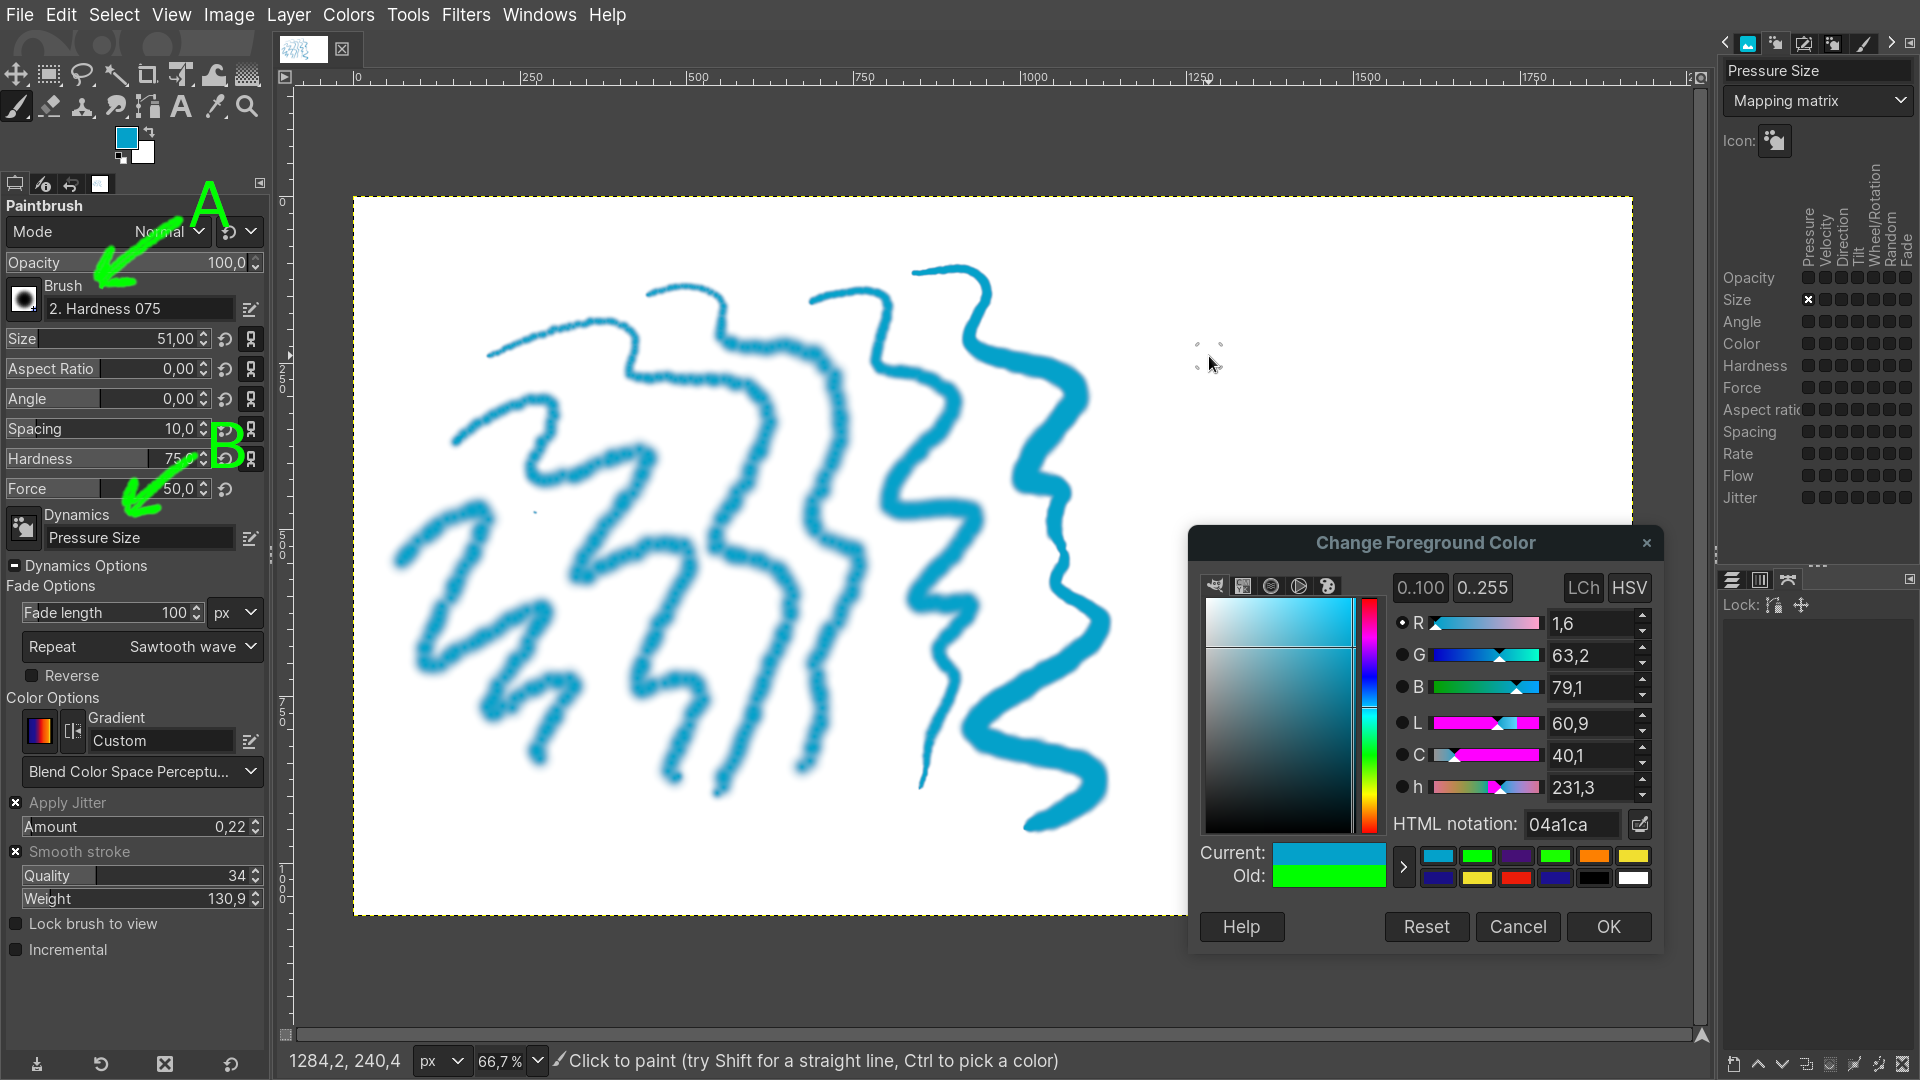 File Edit Select View Image Layer Colors Tools Filters Windows Help
0 250 500 750 1000 1250 1500 1750
0
250
500
750
1000
A
Paintbrush
Mode Normal
Opacity 100,0
Brush
2. Hardness 075
Size 51,00
Aspect Ratio 0,00
Angle 0,00
Spacing 10,0
B
Hardness 75,0
Force 50,0
Dynamics
Pressure Size
Dynamics Options
Fade Options
Fade length 100 px
Repeat Sawtooth wave
Reverse
Color Options
Gradient
Custom
Blend Color Space Perceptu...
Apply Jitter
Amount 0,22
Smooth stroke
Quality 34
Weight 130,9
Lock brush to view
Incremental
1284,2, 240,4 px 66,7 % Click to paint (try Shift for a straight line, Ctrl to pick a color)
Change Foreground Color
0..100 0..255 LCh HSV
R 1,6
G 63,2
B 79,1
L 60,9
C 40,1
h 231,3
HTML notation: 04a1ca
Current:
Old:
Help Reset Cancel OK
Pressure Size
Mapping matrix
Icon:
Pressure
Velocity
Direction
Tilt
Wheel/Rotation
Random
Fade
Opacity
Size
Angle
Color
Hardness
Force
Aspect ratio
Spacing
Rate
Flow
Jitter
Lock: